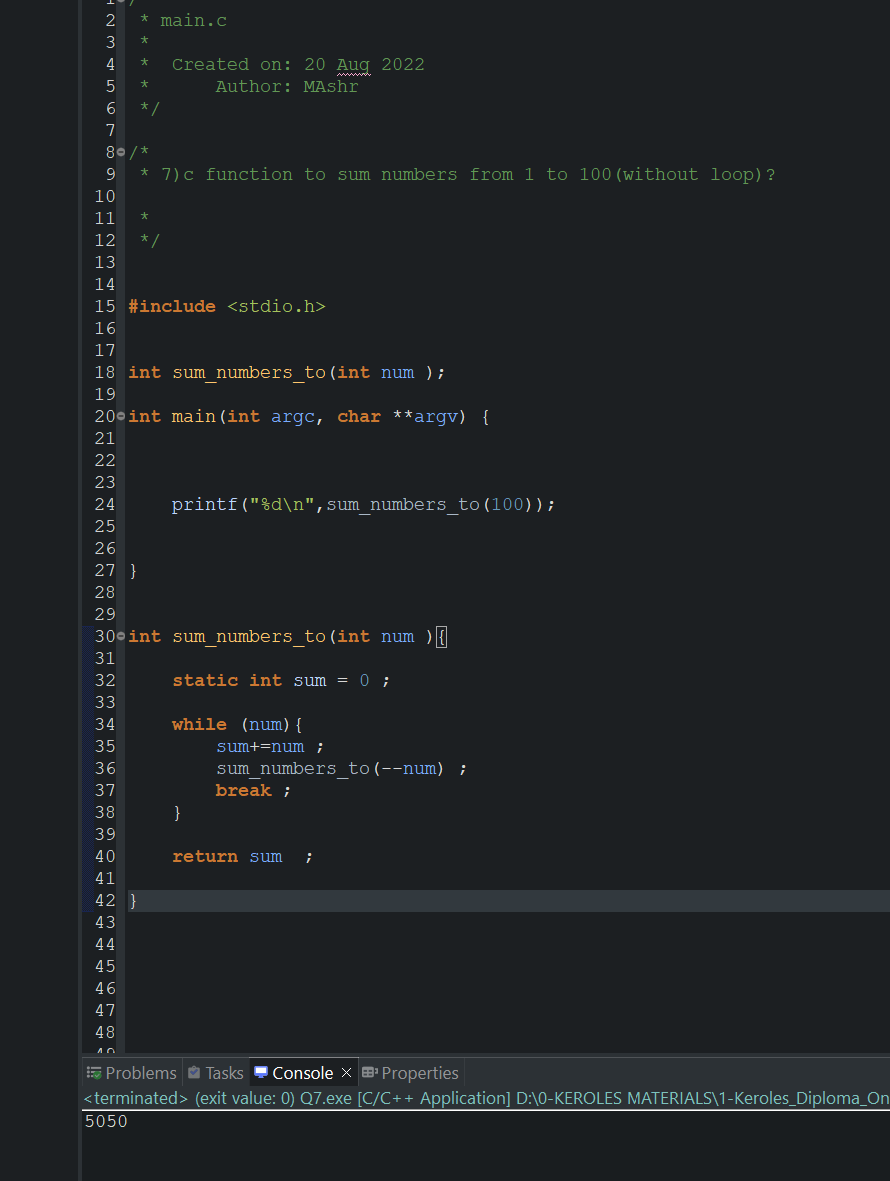 1 /
2 * main.c
3 *
4 * Created on: 20 Aug 2022
5 * Author: MAshr
6 */
7
8 /*
9 * 7)c function to sum numbers from 1 to 100(without loop)?
10
11 *
12 */
13
14
15 #include <stdio.h>
16
17
18 int sum_numbers_to(int num );
19
20 int main(int argc, char **argv) {
21
22
23
24 printf("%d\n",sum_numbers_to(100));
25
26
27 }
28
29
30 int sum_numbers_to(int num ){
31
32 static int sum = 0 ;
33
34 while (num){
35 sum+=num ;
36 sum_numbers_to(--num) ;
37 break ;
38 }
39
40 return sum ;
41
42 }
43
44
45
46
47
48
49
Problems Tasks Console × Properties
<terminated> (exit value: 0) Q7.exe [C/C++ Application] D:\0-KEROLES MATERIALS\1-Keroles_Diploma_On
5050